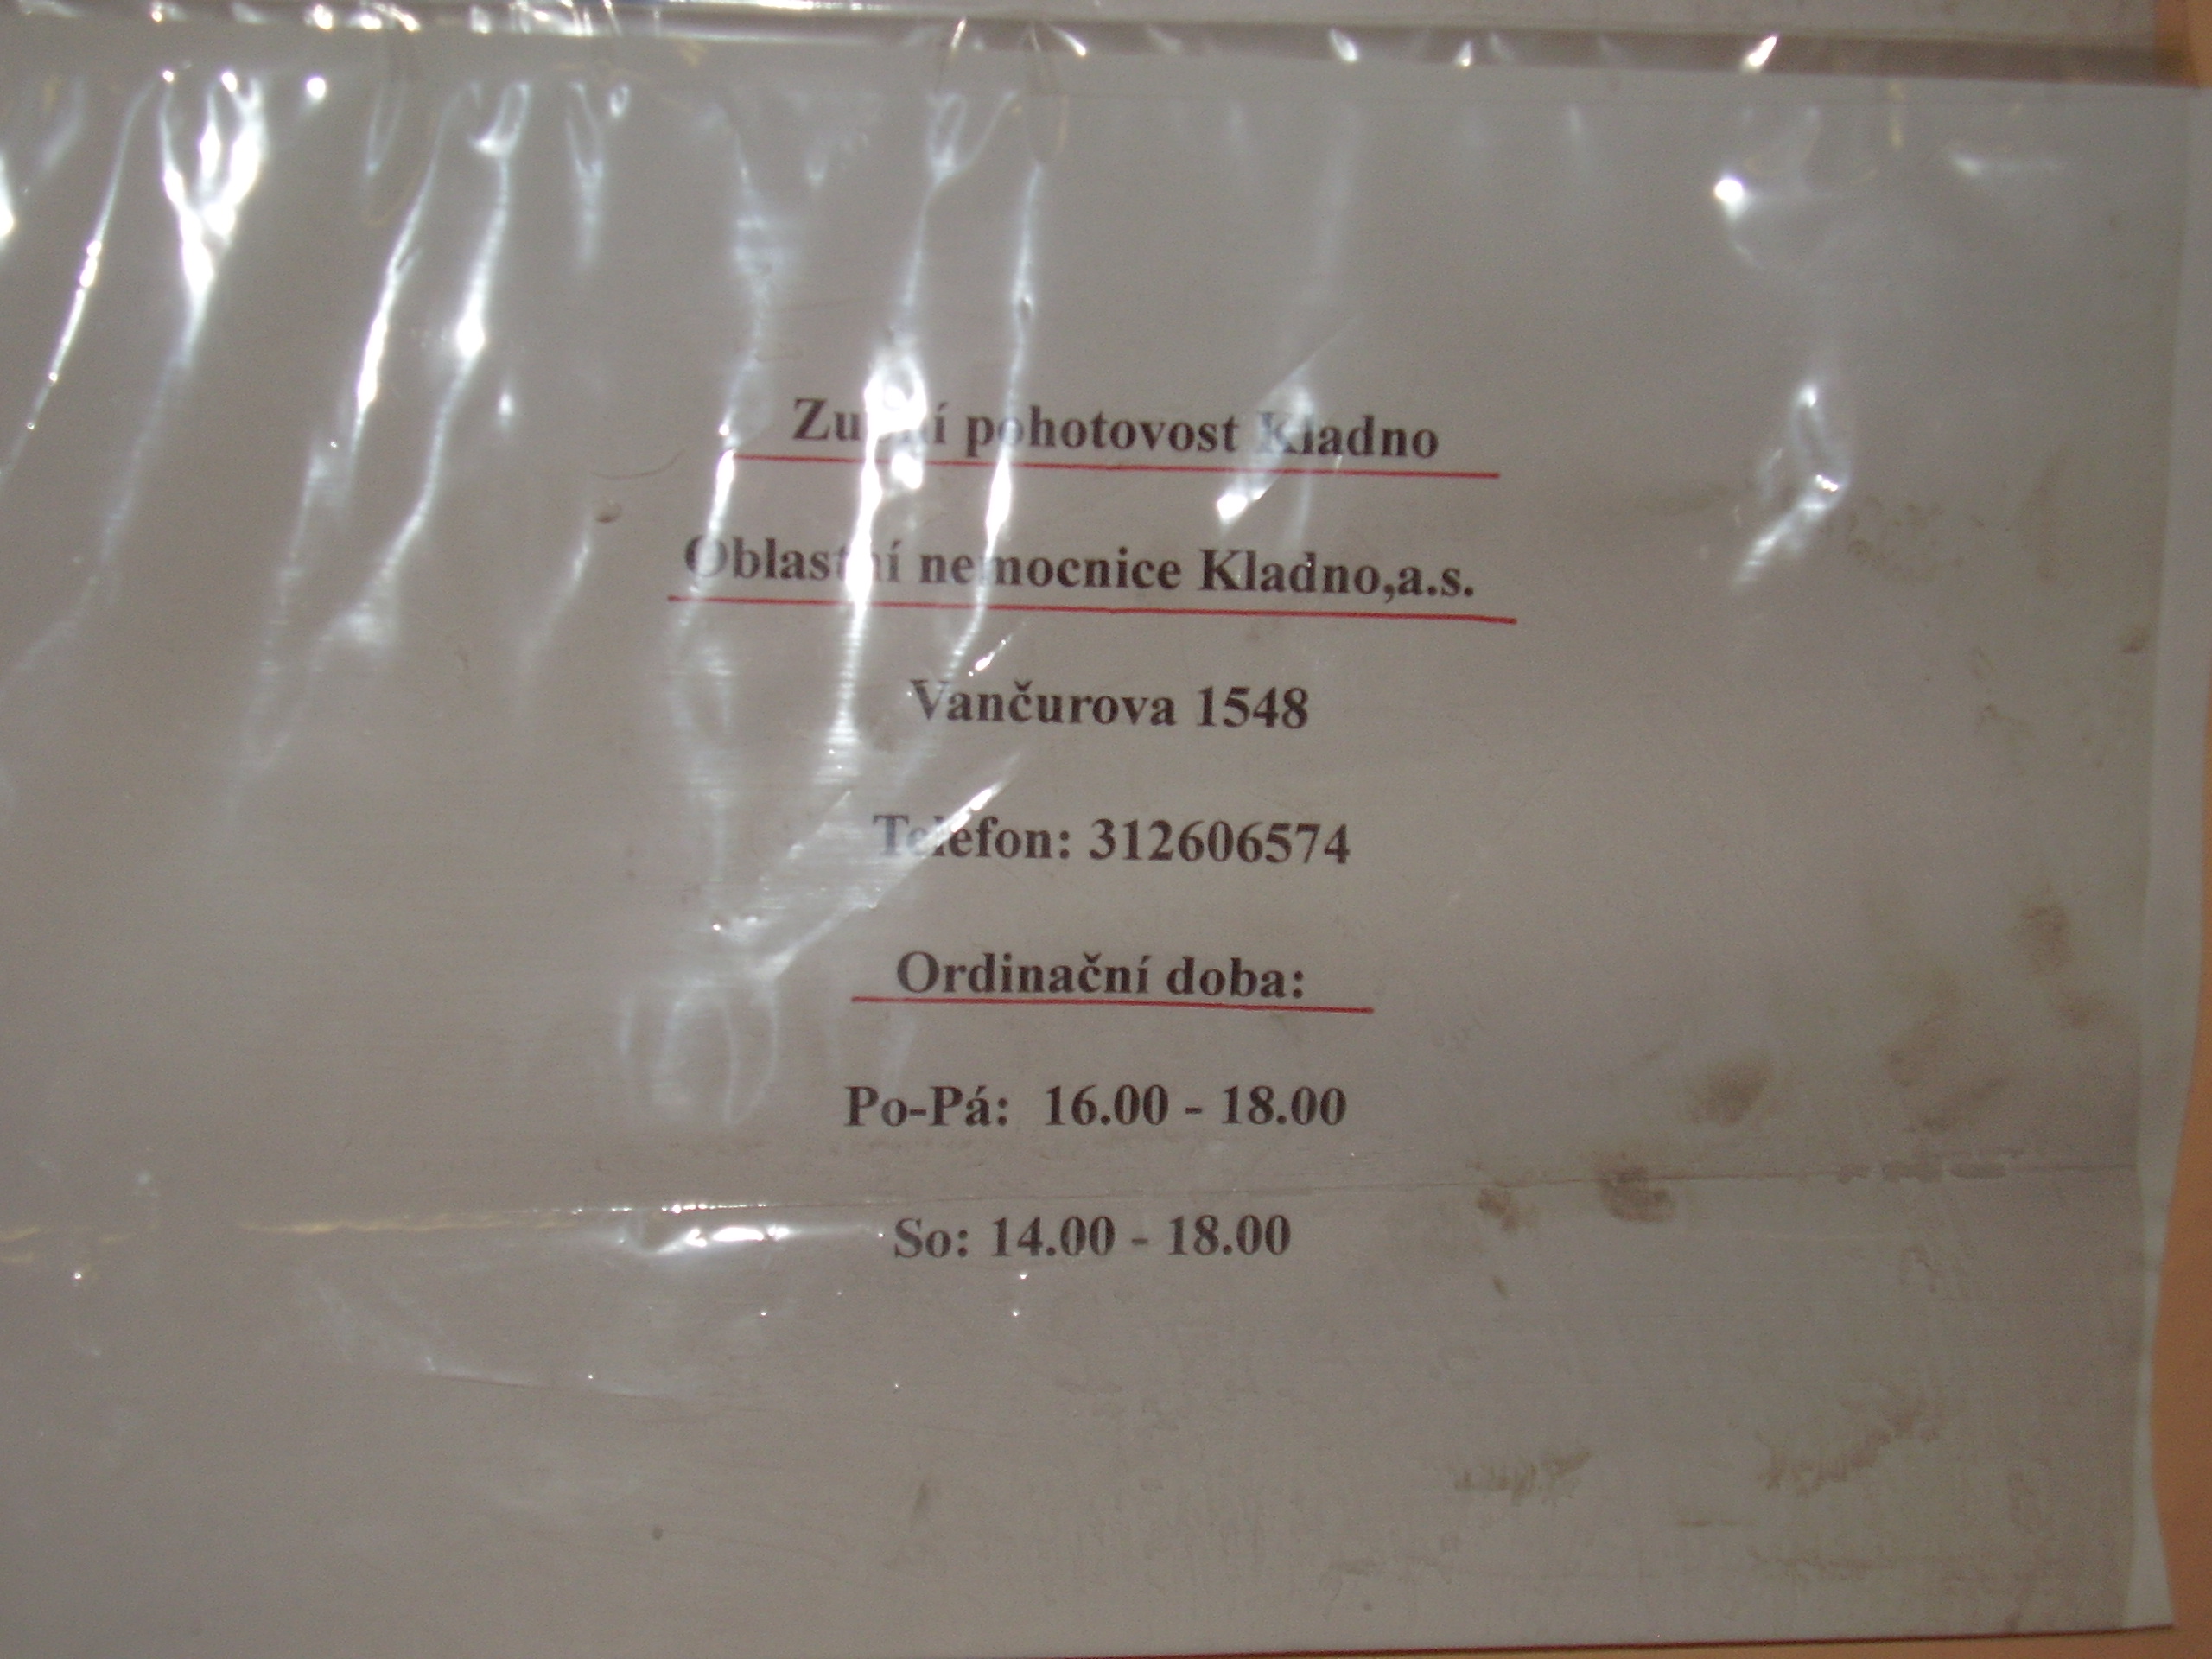 Zubní pohotovost Kladno
Oblastní nemocnice Kladno,a.s.
Vančurova 1548
Telefon: 312606574
Ordinační doba:
Po-Pá: 16.00 - 18.00
So: 14.00 - 18.00